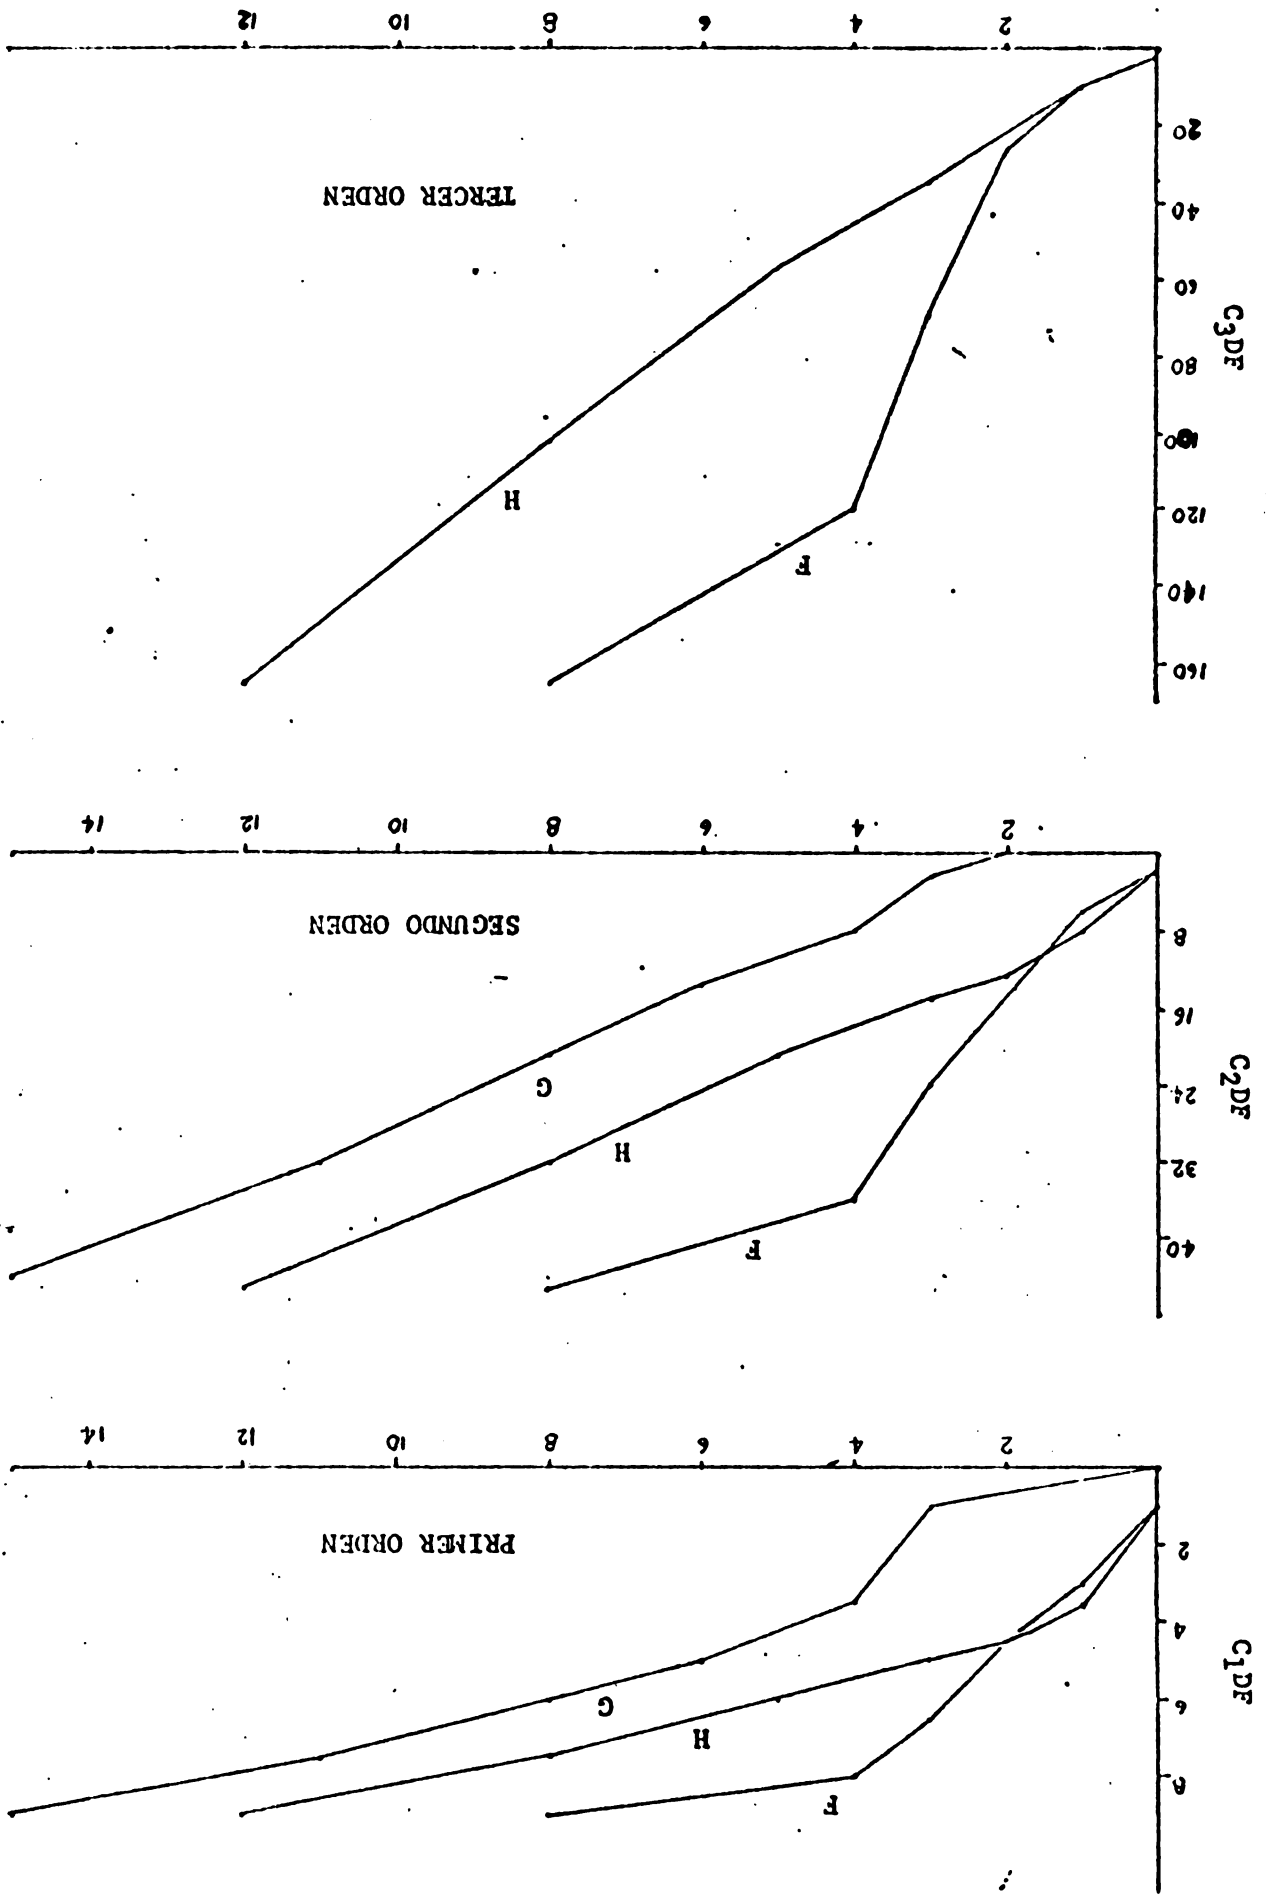 C₁DF
8
F
H
6
G
4
2
PRIMER ORDEN
2 4 6 8 10 12 14
C₂DF
40
F
32
H
24
G
16
8
SEGUNDO ORDEN
2 4 6 8 10 12 14
C₃DF
160
140
F
120
H
100
80
60
40
20
TERCER ORDEN
2 4 6 8 10 12